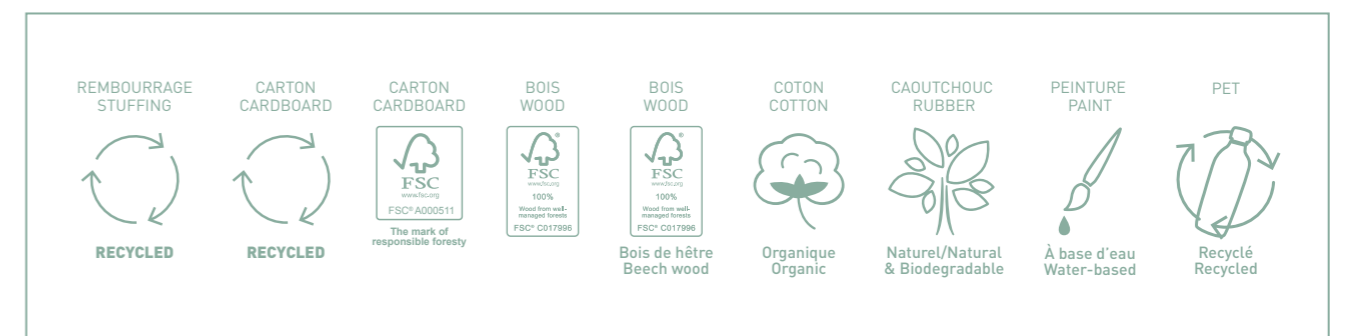 REMBOURRAGE
STUFFING
RECYCLED
CARTON
CARDBOARD
RECYCLED
CARTON
CARDBOARD
®
FSC
www.fsc.org
FSC® A000511
The mark of
responsible foresty
BOIS
WOOD
®
FSC
www.fsc.org
100%
Wood from well-
managed forests
FSC® C017996
BOIS
WOOD
®
FSC
www.fsc.org
100%
Wood from well-
managed forests
FSC® C017996
Bois de hêtre
Beech wood
COTON
COTTON
Organique
Organic
CAOUTCHOUC
RUBBER
Naturel/Natural
& Biodegradable
PEINTURE
PAINT
À base d'eau
Water-based
PET
Recyclé
Recycled